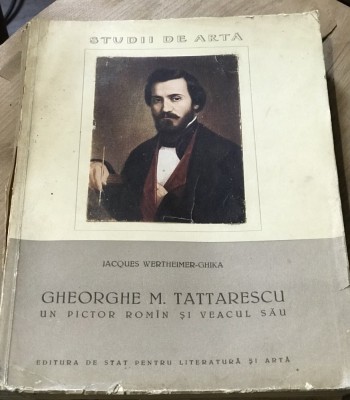 STUDII DE ARTĂ
JACQUES WERTHEIMER-GHIKA
GHEORGHE M. TATTARESCU
UN PICTOR ROMÎN ȘI VEACUL SĂU
EDITURA DE STAT PENTRU LITERATURĂ ȘI ARTĂ